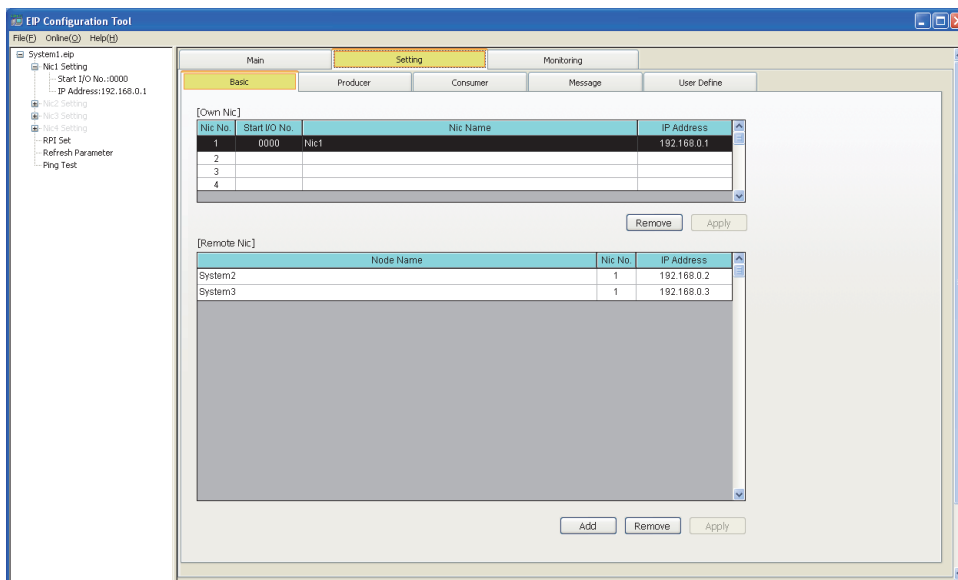 EIP Configuration Tool
File(F) Online(O) Help(H)
System1.eip
Nic1 Setting
Start I/O No.:0000
IP Address:192.168.0.1
Nic2 Setting
Nic3 Setting
Nic4 Setting
RPI Set
Refresh Parameter
Ping Test
Main Setting Monitoring
Basic Producer Consumer Message User Define
[Own Nic]
Nic No. Start I/O No. Nic Name IP Address
1 0000 Nic1 192.168.0.1
2
3
4
Remove Apply
[Remote Nic]
Node Name Nic No. IP Address
System2 1 192.168.0.2
System3 1 192.168.0.3
Add Remove Apply